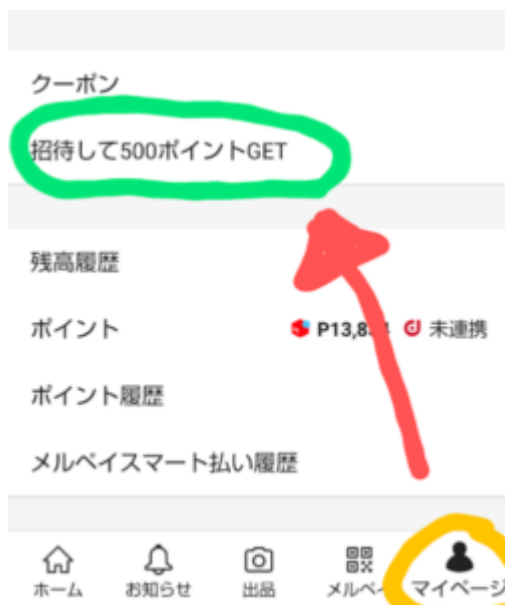 クーポン
招待して500ポイントGET
残高履歴
ポイント P13,8 未連携
ポイント履歴
メルペイスマート払い履歴
ホーム お知らせ 出品 メルペイ マイページ